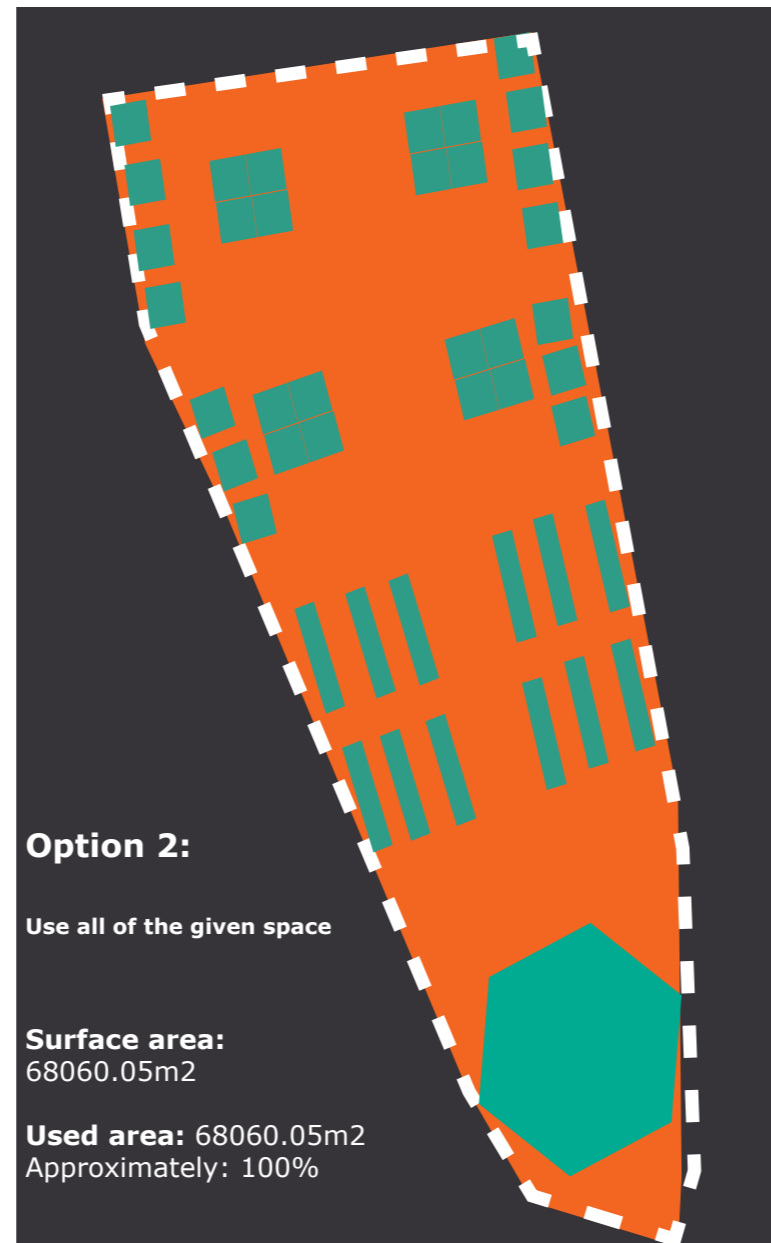 Option 2:
Use all of the given space
Surface area:
68060.05m2
Used area: 68060.05m2
Approximately: 100%